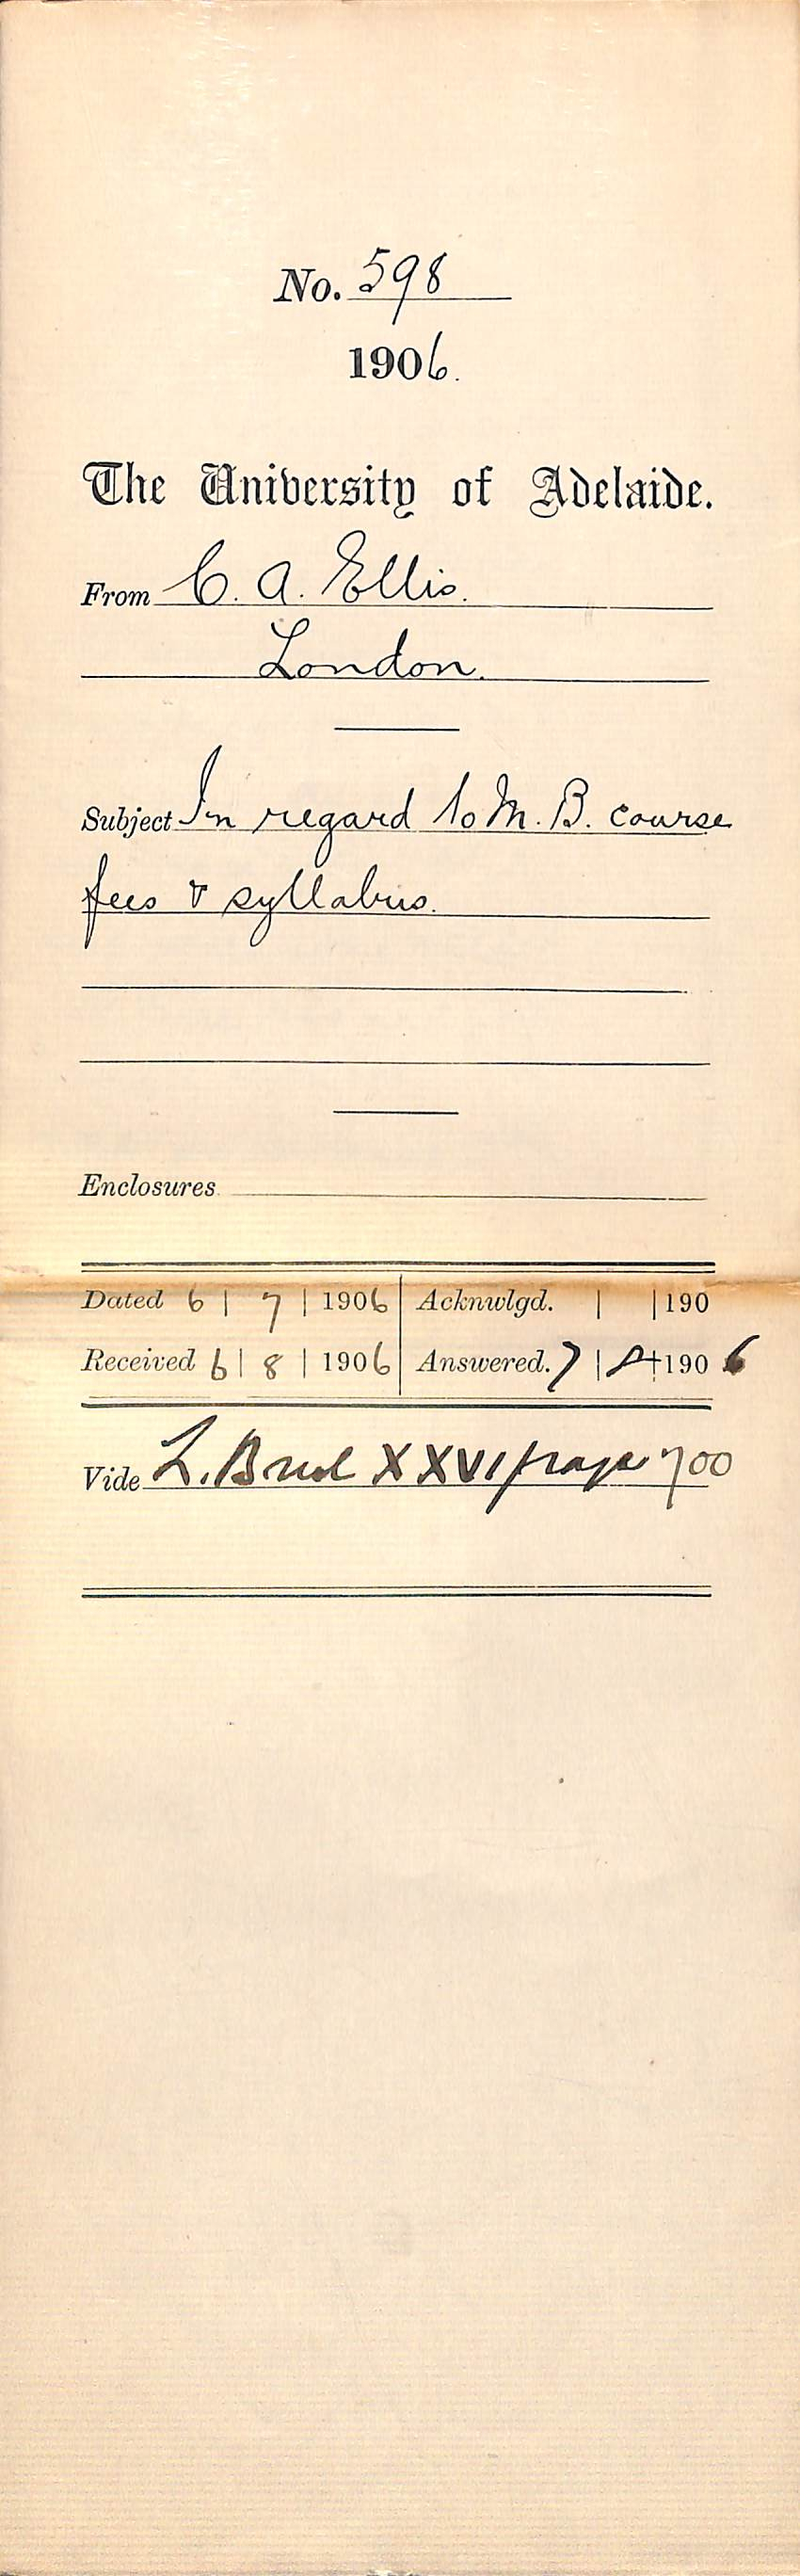 No. 598
1906.
The University of Adelaide.
From C. A. Ellis.
London.
Subject In regard to M. B. course
fees & syllabus.
Enclosures
Dated 6 | 7 | 1906 Acknwlgd. | | 190
Received 6 | 8 | 1906 Answered. 7 | 8 | 1906
Vide L. Book XXVI page 700